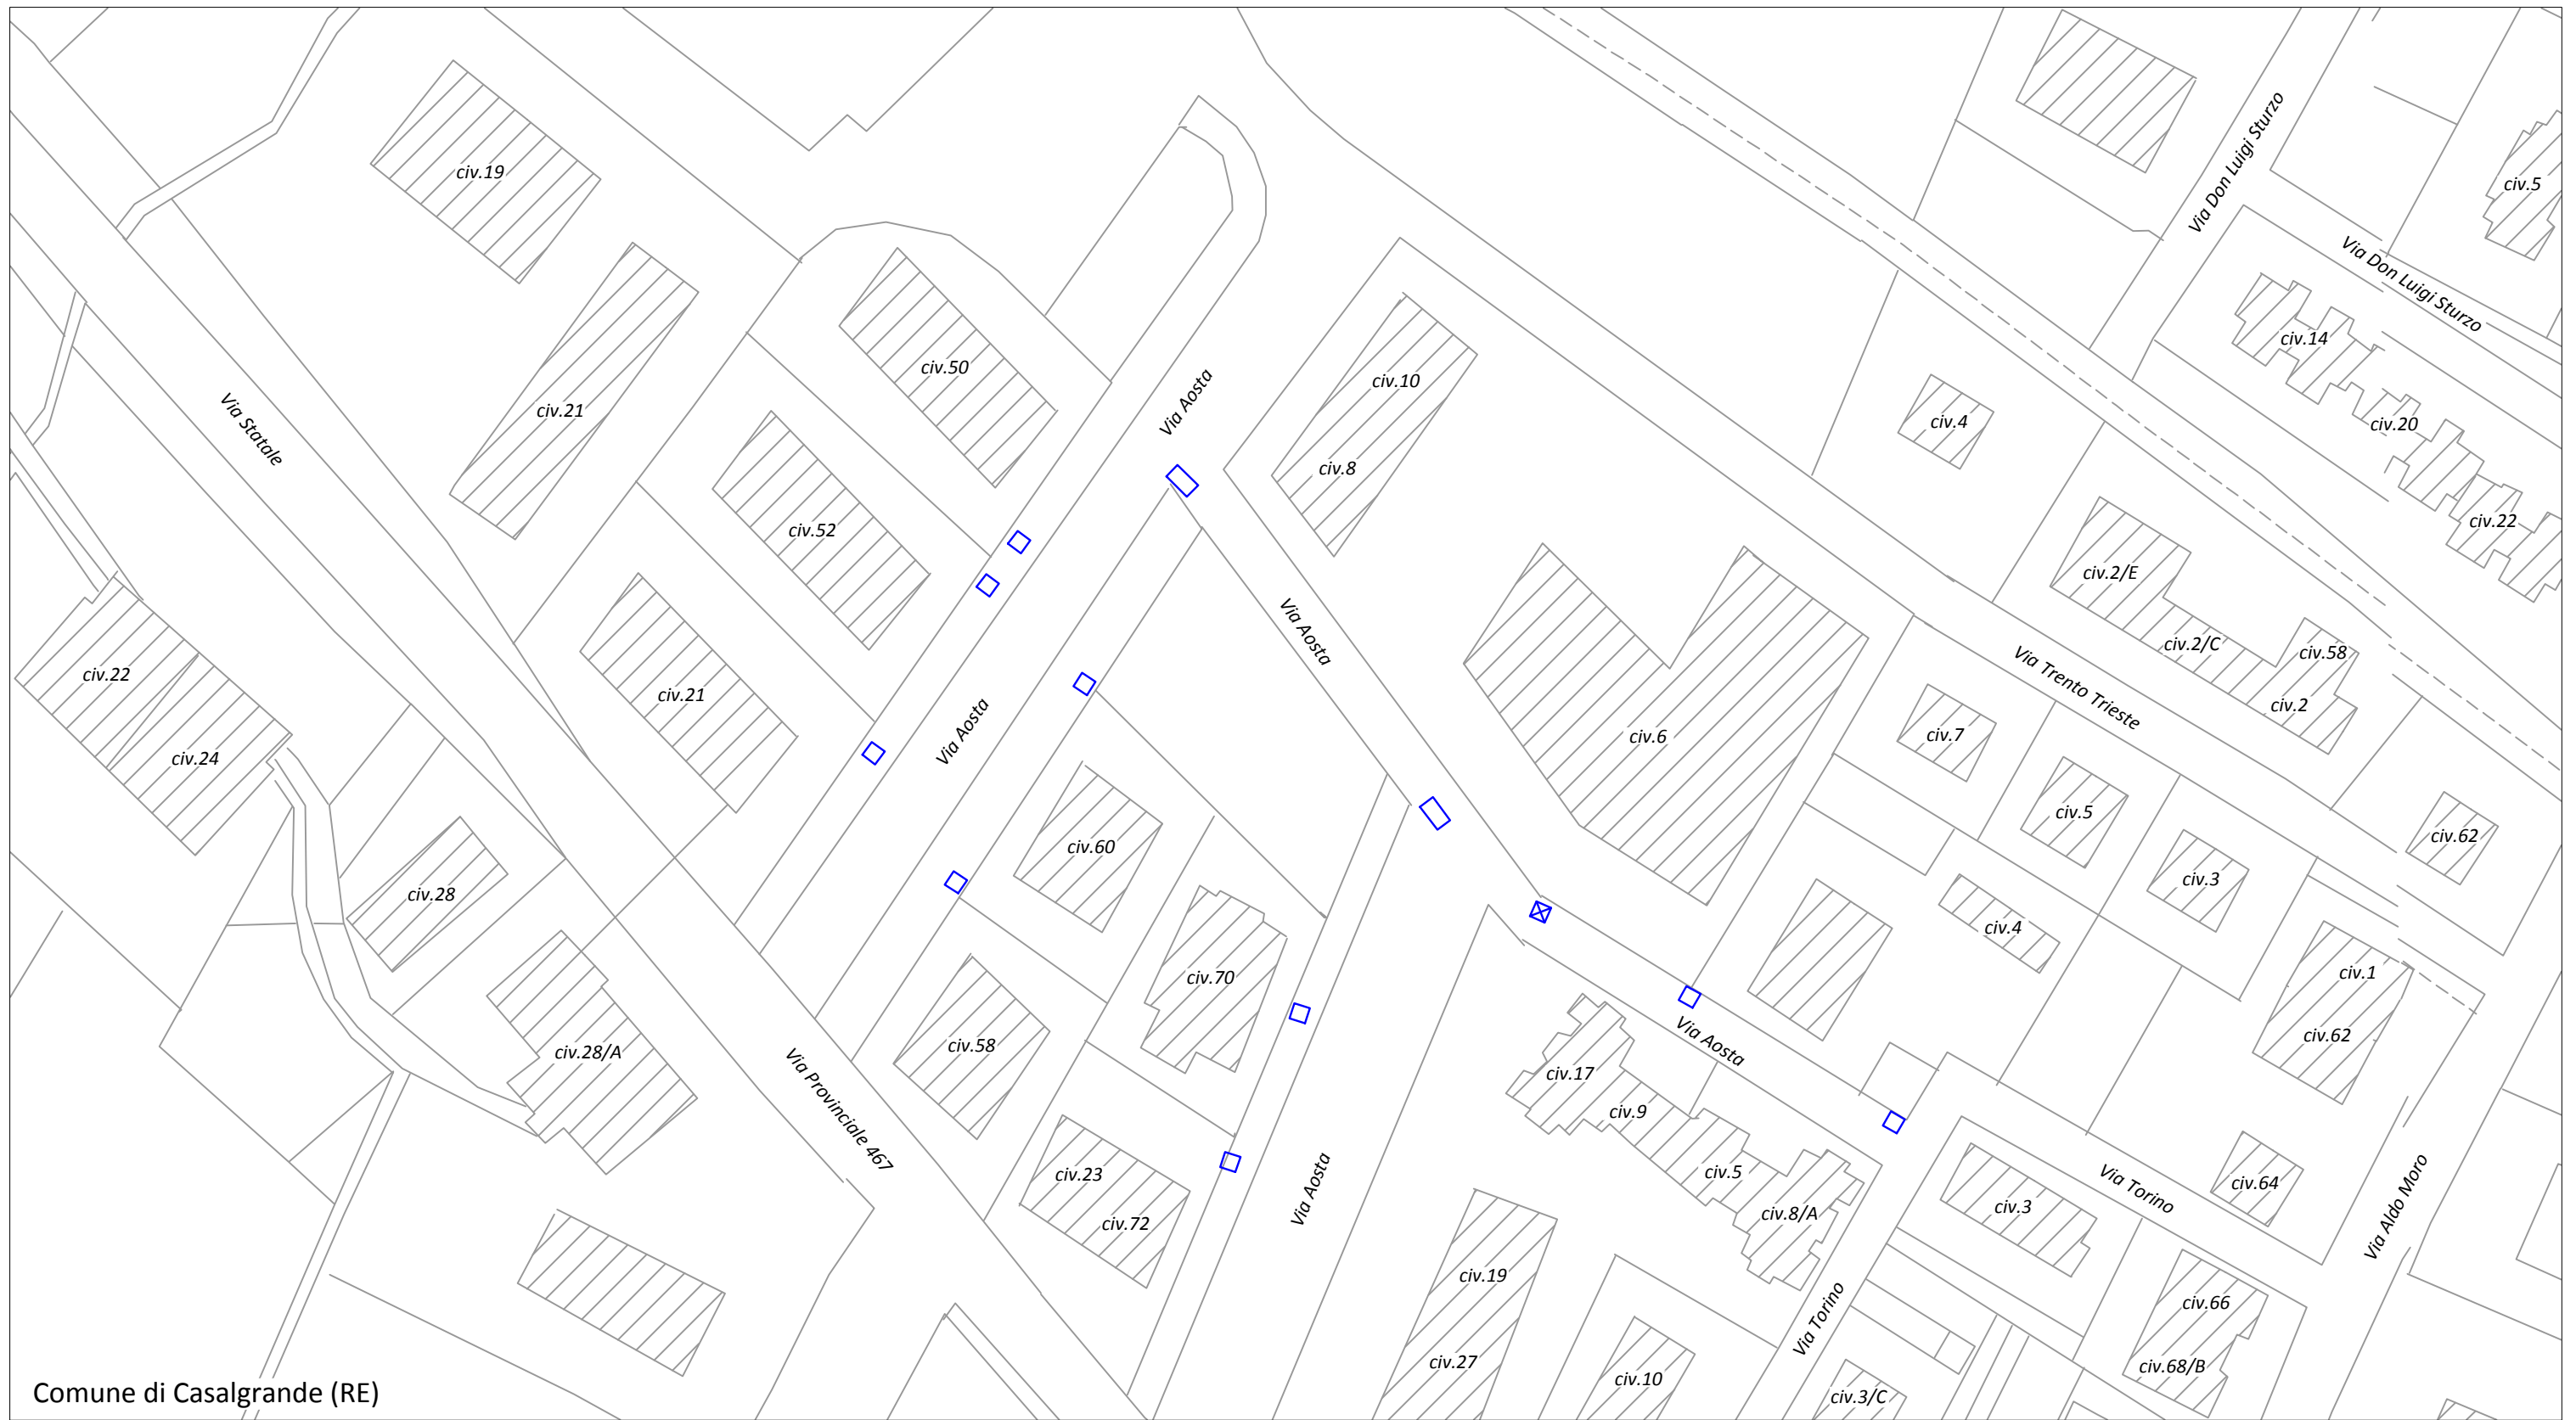 civ.19
Via Don Luigi Sturzo
civ.5
Via Don Luigi Sturzo
civ.14
civ.50
civ.10
Via Aosta
civ.21
Via Statale
civ.4
civ.20
civ.8
civ.52
civ.22
civ.2/E
Via Aosta
civ.2/C
civ.58
civ.22
civ.21
Via Trento Trieste
civ.2
Via Aosta
civ.6
civ.7
civ.24
civ.5
civ.62
civ.60
civ.28
civ.3
civ.4
civ.70
civ.1
civ.58
Via Aosta
civ.62
civ.28/A
civ.17
civ.9
Via Provinciale 467
civ.23
civ.5
Via Torino
civ.64
Via Aosta
civ.3
Via Aldo Moro
civ.72
civ.8/A
civ.19
civ.66
Via Torino
civ.27
civ.10
civ.68/B
civ.3/C
Comune di Casalgrande (RE)